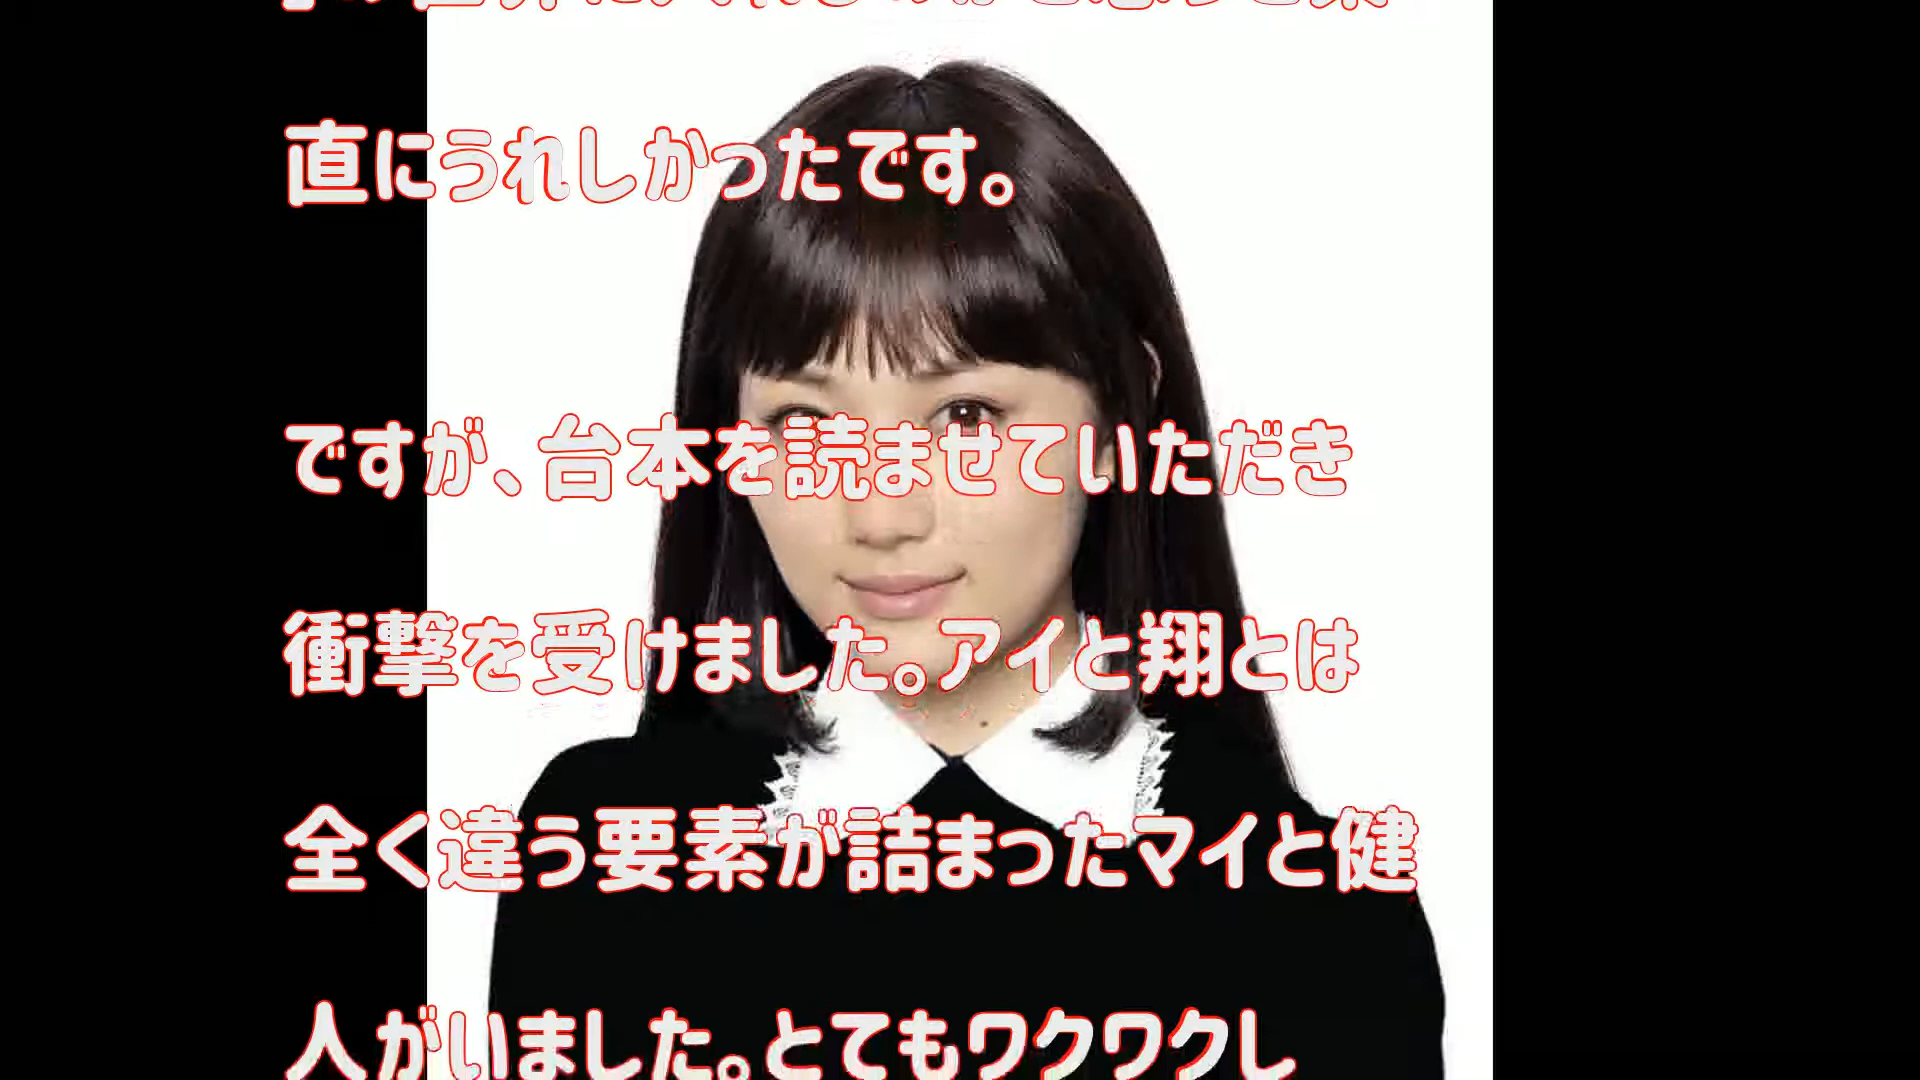 直にうれしかったです。
ですが、台本を読ませていただき
衝撃を受けました。アイと翔とは
全く違う要素が詰まったマイと健
人がいました。とてもワクワクし